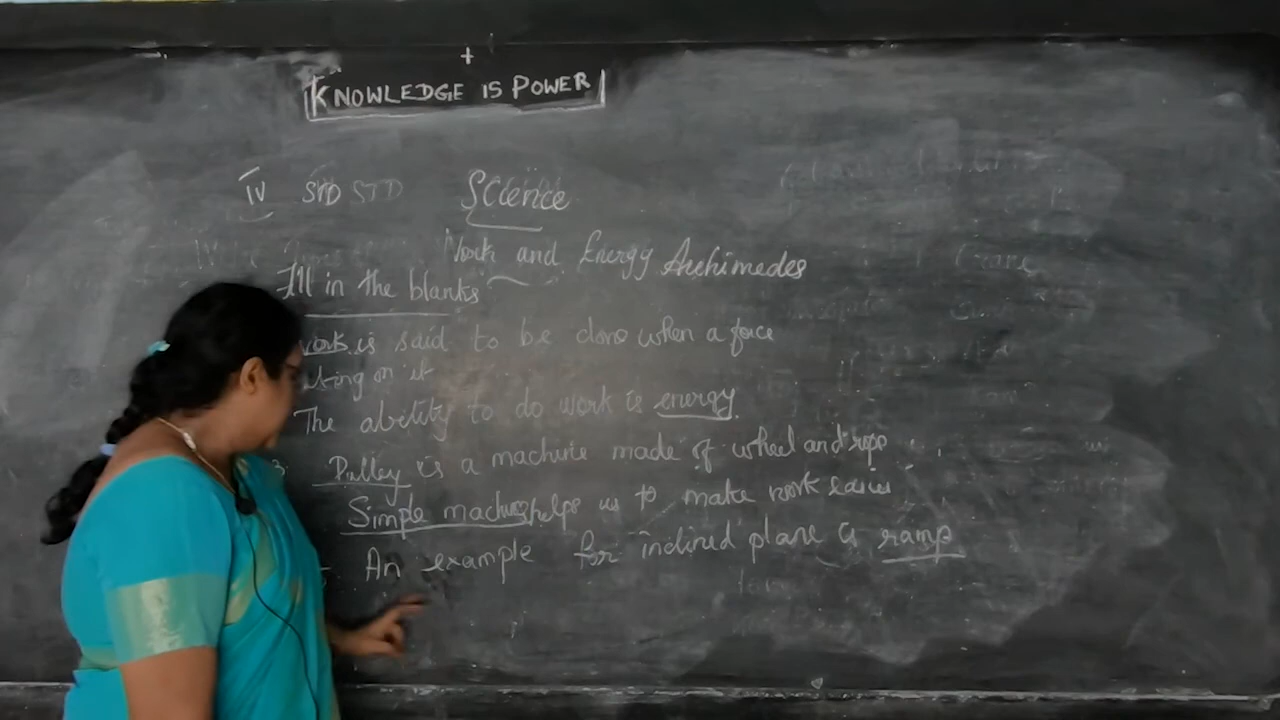 KNOWLEDGE IS POWER
IV STD STD Science
Work and Energy Archimedes
Fill in the blanks
work is said to be done when a force
acting on it
The ability to do work is energy.
3. Pulley is a machine made of wheel and rope
Simple machines helps us to make work easier
An example for inclined plane is ramp